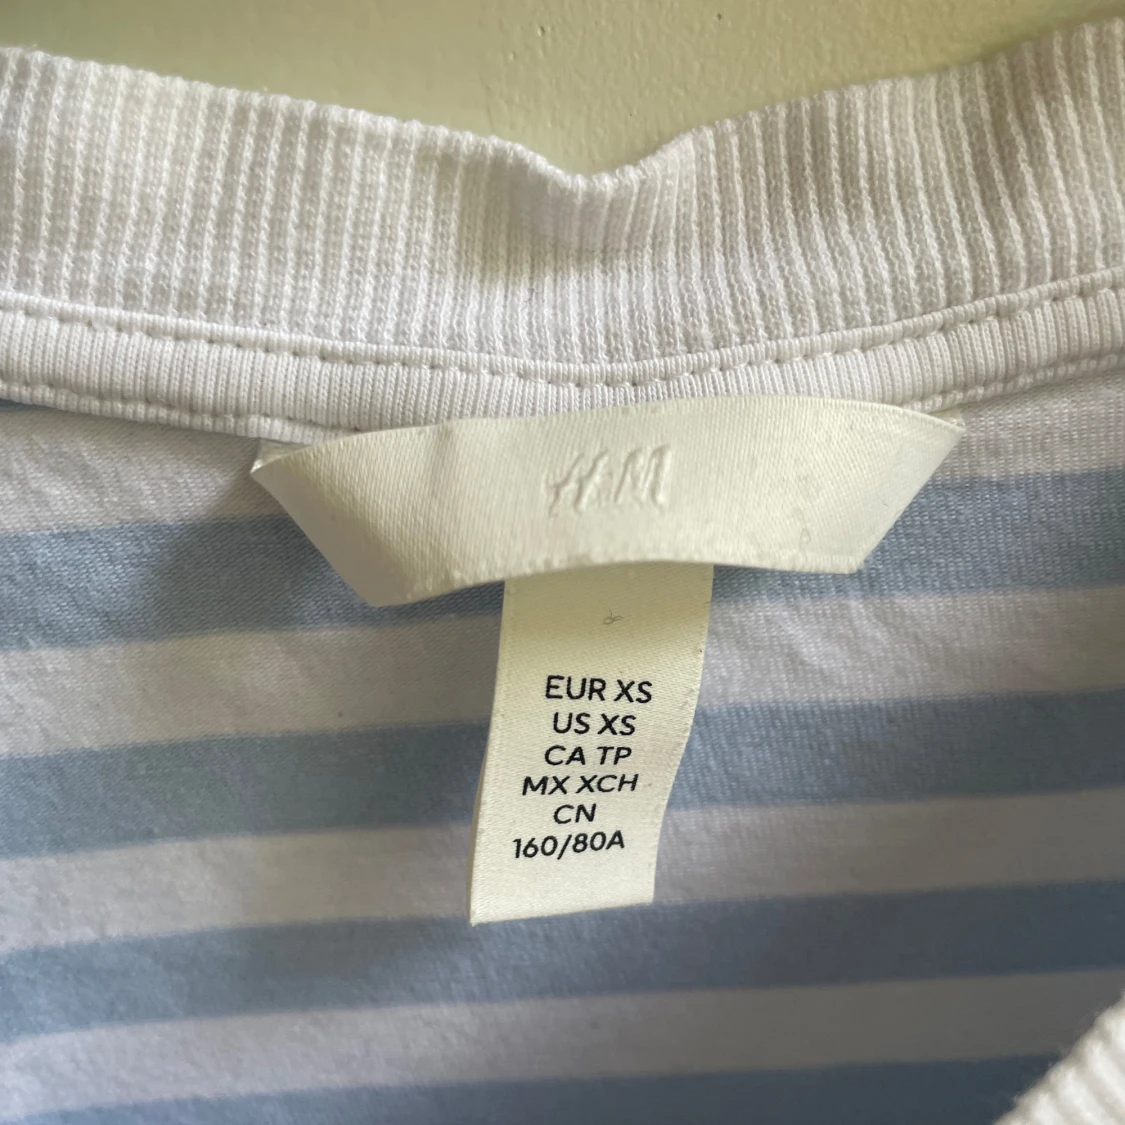 H&M
EUR XS
US XS
CA TP
MX XCH
CN
160/80A